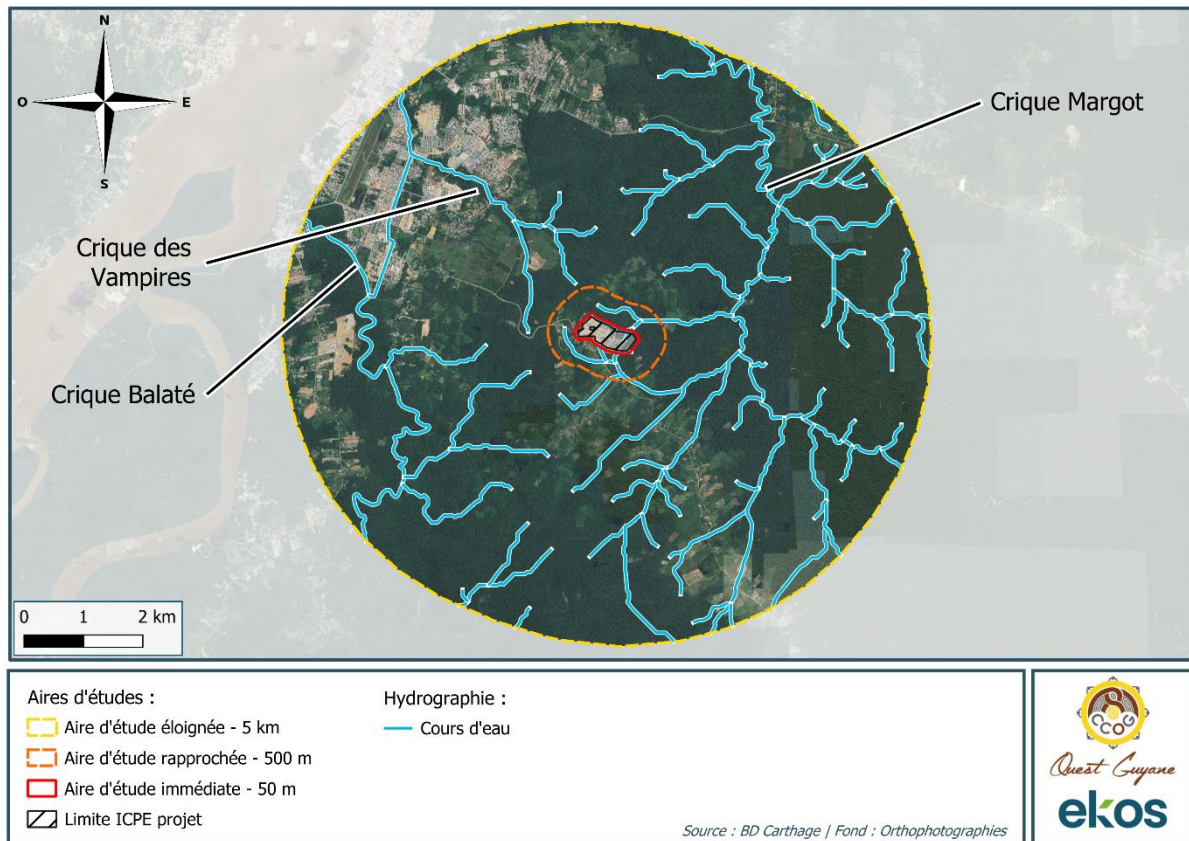 N
O
E
S
Crique Margot
Crique des
Vampires
Crique Balaté
0 1 2 km
Aires d'études :
Aire d'étude éloignée - 5 km
Aire d'étude rapprochée - 500 m
Aire d'étude immédiate - 50 m
Limite ICPE projet
Hydrographie :
Cours d'eau
Source : BD Carthage | Fond : Orthophotographies
CCOG
Ouest Guyane
ekos